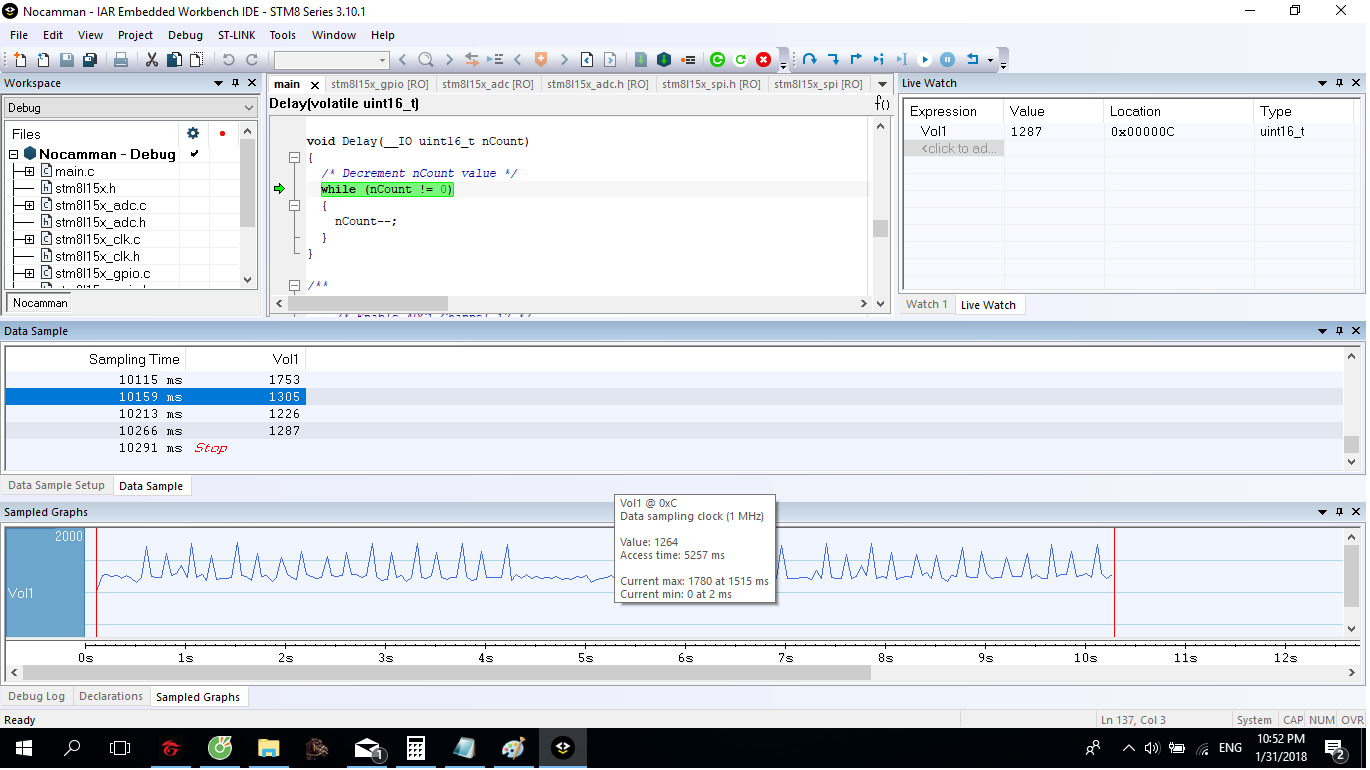 Nocamman - IAR Embedded Workbench IDE - STM8 Series 3.10.1
File Edit View Project Debug ST-LINK Tools Window Help
Workspace
Debug
Files
Nocamman - Debug
main.c
stm8l15x.h
stm8l15x_adc.c
stm8l15x_adc.h
stm8l15x_clk.c
stm8l15x_clk.h
stm8l15x_gpio.c
Nocamman
main stm8l15x_gpio [RO] stm8l15x_adc [RO] stm8l15x_adc.h [RO] stm8l15x_spi.h [RO] stm8l15x_spi [RO]
Delay(volatile uint16_t) f()
void Delay(__IO uint16_t nCount)
{
/* Decrement nCount value */
while (nCount != 0)
{
nCount--;
}
}
/**
Live Watch
Expression Value Location Type
Vol1 1287 0x00000C uint16_t
<click to ad...
Watch 1 Live Watch
Data Sample
Sampling Time Vol1
10115 ms 1753
10159 ms 1305
10213 ms 1226
10266 ms 1287
10291 ms Stop
Data Sample Setup Data Sample
Sampled Graphs
2000
Vol1
Vol1 @ 0xC
Data sampling clock (1 MHz)
Value: 1264
Access time: 5257 ms
Current max: 1780 at 1515 ms
Current min: 0 at 2 ms
0s 1s 2s 3s 4s 5s 6s 7s 8s 9s 10s 11s 12s
Debug Log Declarations Sampled Graphs
Ready Ln 137, Col 3 System CAP NUM OVR
1 ENG 10:52 PM
1/31/2018 2